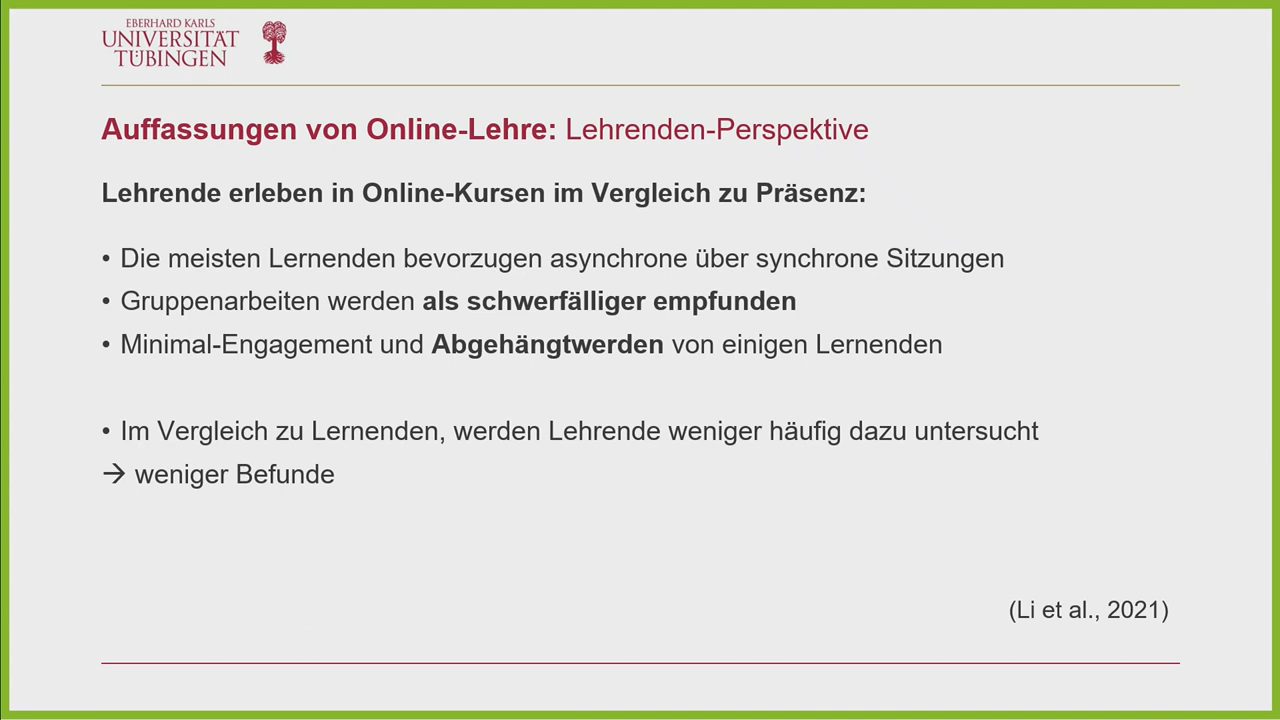 EBERHARD KARLS
UNIVERSITÄT
TÜBINGEN
Auffassungen von Online-Lehre: Lehrenden-Perspektive
Lehrende erleben in Online-Kursen im Vergleich zu Präsenz:
• Die meisten Lernenden bevorzugen asynchrone über synchrone Sitzungen
• Gruppenarbeiten werden als schwerfälliger empfunden
• Minimal-Engagement und Abgehängtwerden von einigen Lernenden
• Im Vergleich zu Lernenden, werden Lehrende weniger häufig dazu untersucht
→ weniger Befunde
(Li et al., 2021)